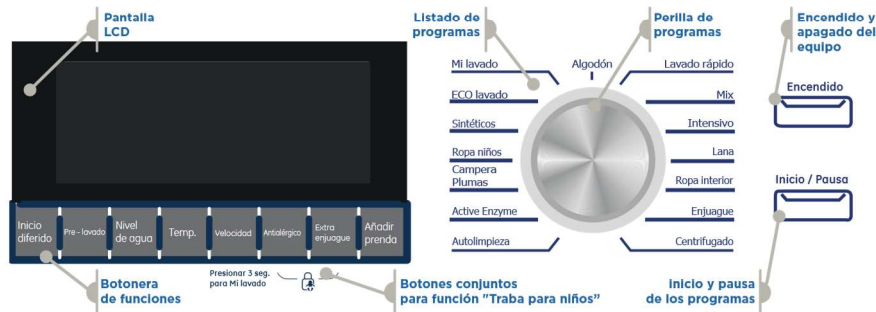 Pantalla
LCD
Listado de
programas
Perilla de
programas
Encendido y
apagado del
equipo
Mi lavado
Algodón
Lavado rápido
ECO lavado
Mix
Sintéticos
Intensivo
Ropa niños
Lana
Campera
Plumas
Ropa interior
Active Enzyme
Enjuague
Autolimpieza
Centrifugado
Encendido
Inicio / Pausa
Inicio
diferido
Pre - lavado
Nivel
de agua
Temp.
Velocidad
Antialérgico
Extra
enjuague
Añadir
prenda
Presionar 3 seg.
para Mi lavado
Botonera
de funciones
Botones conjuntos
para función "Traba para niños”
Inicio y pausa
de los programas